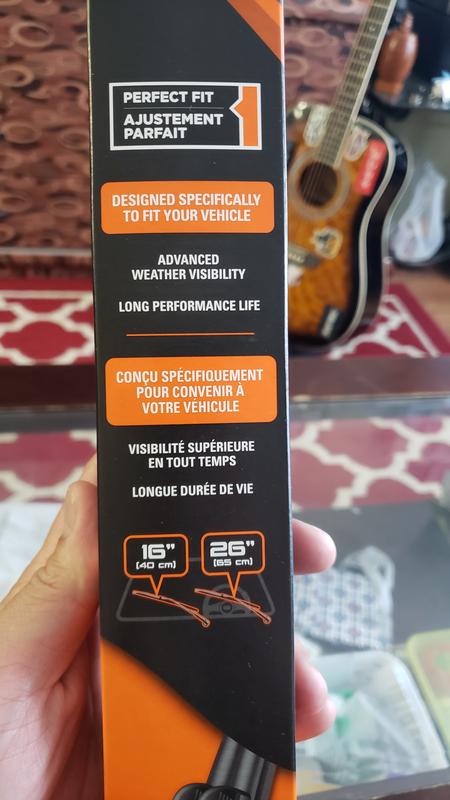 PERFECT FIT
AJUSTEMENT
PARFAIT
DESIGNED SPECIFICALLY
TO FIT YOUR VEHICLE
ADVANCED
WEATHER VISIBILITY
LONG PERFORMANCE LIFE
CONÇU SPÉCIFIQUEMENT
POUR CONVENIR À
VOTRE VÉHICULE
VISIBILITÉ SUPÉRIEURE
EN TOUT TEMPS
LONGUE DURÉE DE VIE
16" 26"
(40 cm) (65 cm)